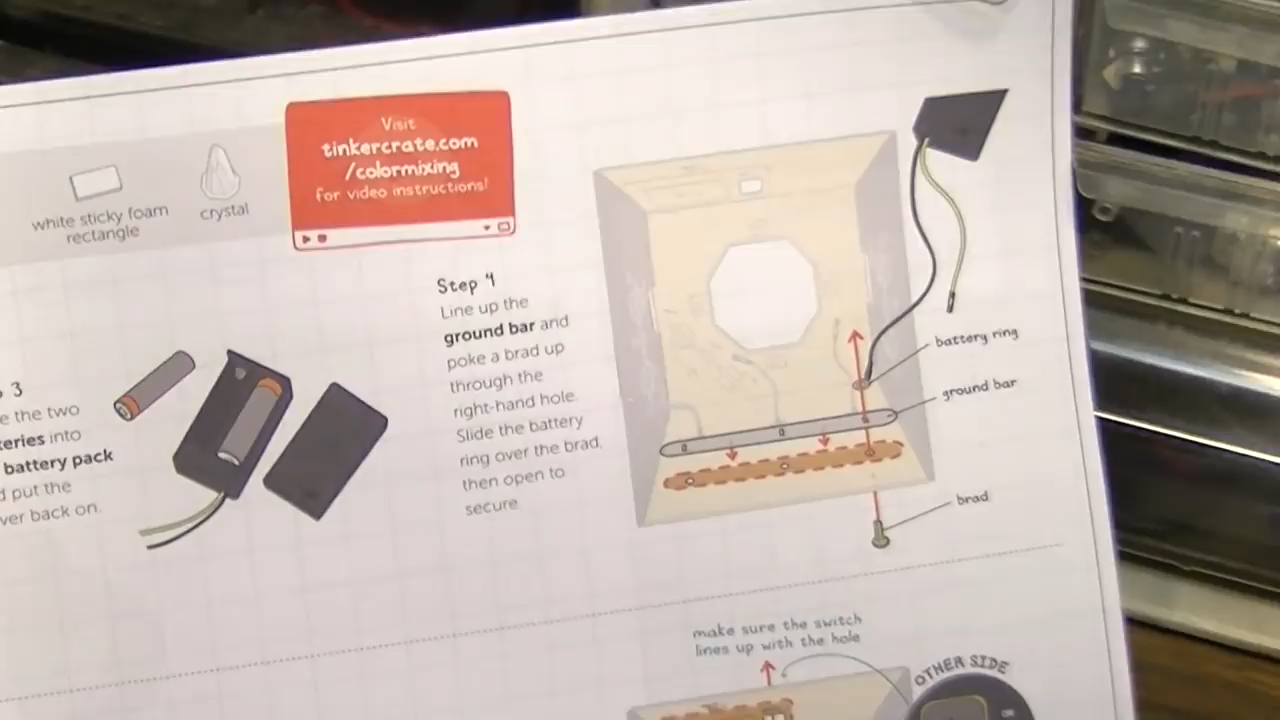 white sticky foam
rectangle
crystal
Visit
tinkercrate.com
/colormixing
for video instructions!
3
e the two
teries into
battery pack
d put the
ver back on.
Step 4
Line up the
ground bar and
poke a brad up
through the
right-hand hole.
Slide the battery
ring over the brad,
then open to
secure.
battery ring
ground bar
brad
make sure the switch
lines up with the hole
OTHER SIDE